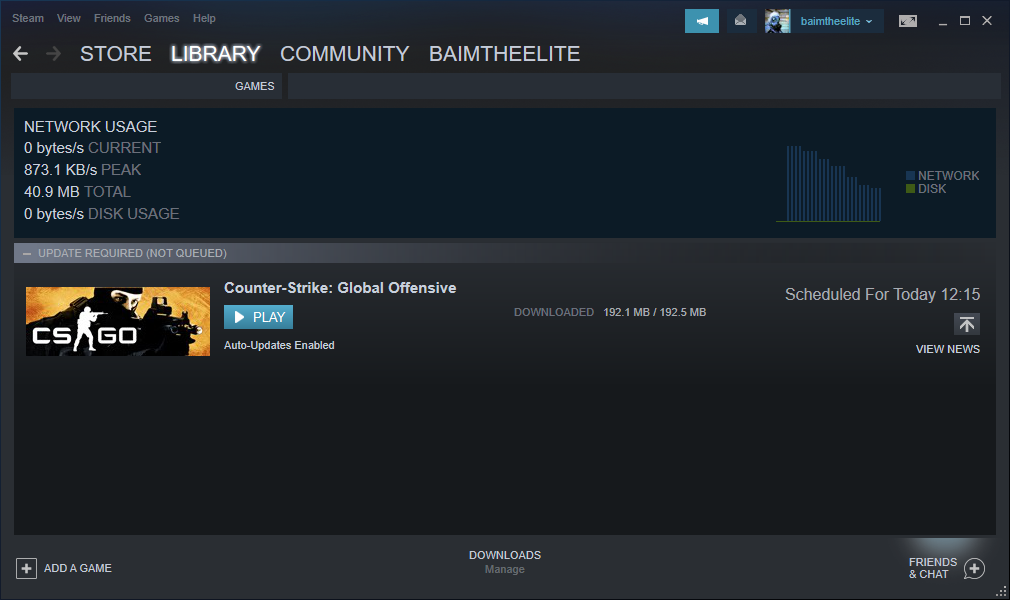 Steam View Friends Games Help
baimtheelite
STORE LIBRARY COMMUNITY BAIMTHEELITE
GAMES
NETWORK USAGE
0 bytes/s CURRENT
873.1 KB/s PEAK
40.9 MB TOTAL
0 bytes/s DISK USAGE
NETWORK
DISK
UPDATE REQUIRED (NOT QUEUED)
CS GO
Counter-Strike: Global Offensive
PLAY
Auto-Updates Enabled
DOWNLOADED 192.1 MB / 192.5 MB
Scheduled For Today 12:15
VIEW NEWS
ADD A GAME
DOWNLOADS
Manage
FRIENDS
& CHAT